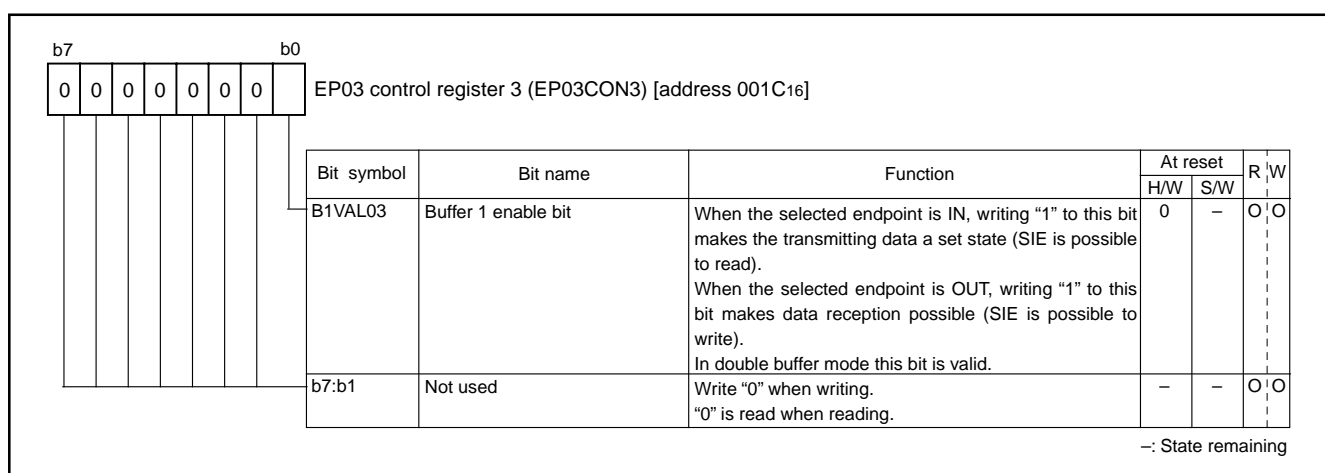 b7 b0
0 0 0 0 0 0 0 EP03 control register 3 (EP03CON3) [address 001C16]
Bit symbol Bit name Function At reset R W
H/W S/W
B1VAL03 Buffer 1 enable bit When the selected endpoint is IN, writing “1” to this bit 0 – O O
makes the transmitting data a set state (SIE is possible
to read).
When the selected endpoint is OUT, writing “1” to this
bit makes data reception possible (SIE is possible to
write).
In double buffer mode this bit is valid.
b7:b1 Not used Write “0” when writing. – – O O
“0” is read when reading.
–: State remaining